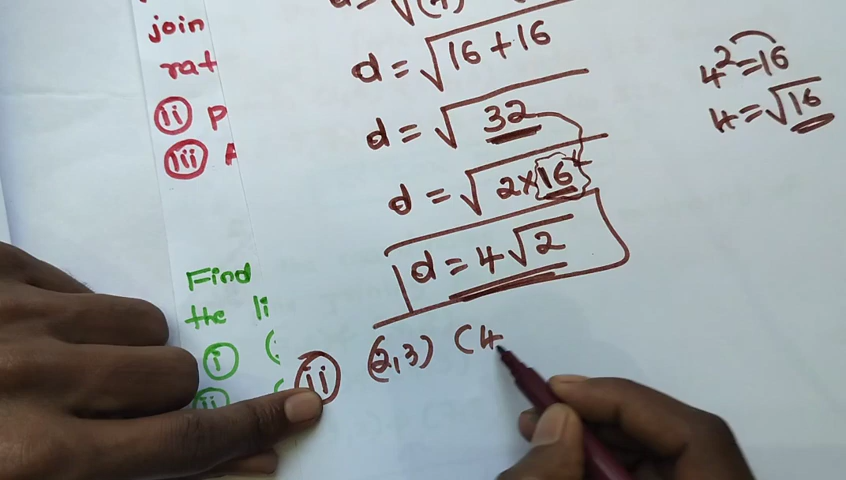 join
rat
(ii) P
(iii) A
Find
the li
(i) (
(ii) (
d = √16+16
d = √32
d = √2×16
d = 4√2
(ii) (2,3) (4
4²=16
4=√16